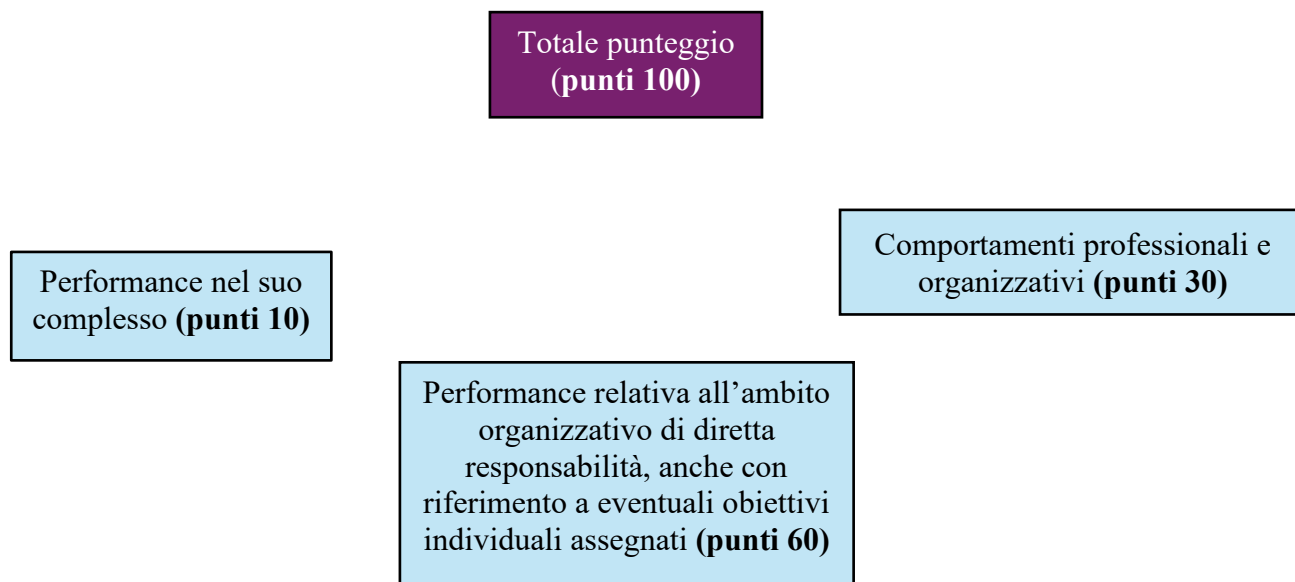 Totale punteggio
(punti 100)
Performance nel suo
complesso (punti 10)
Performance relativa all’ambito
organizzativo di diretta
responsabilità, anche con
riferimento a eventuali obiettivi
individuali assegnati (punti 60)
Comportamenti professionali e
organizzativi (punti 30)